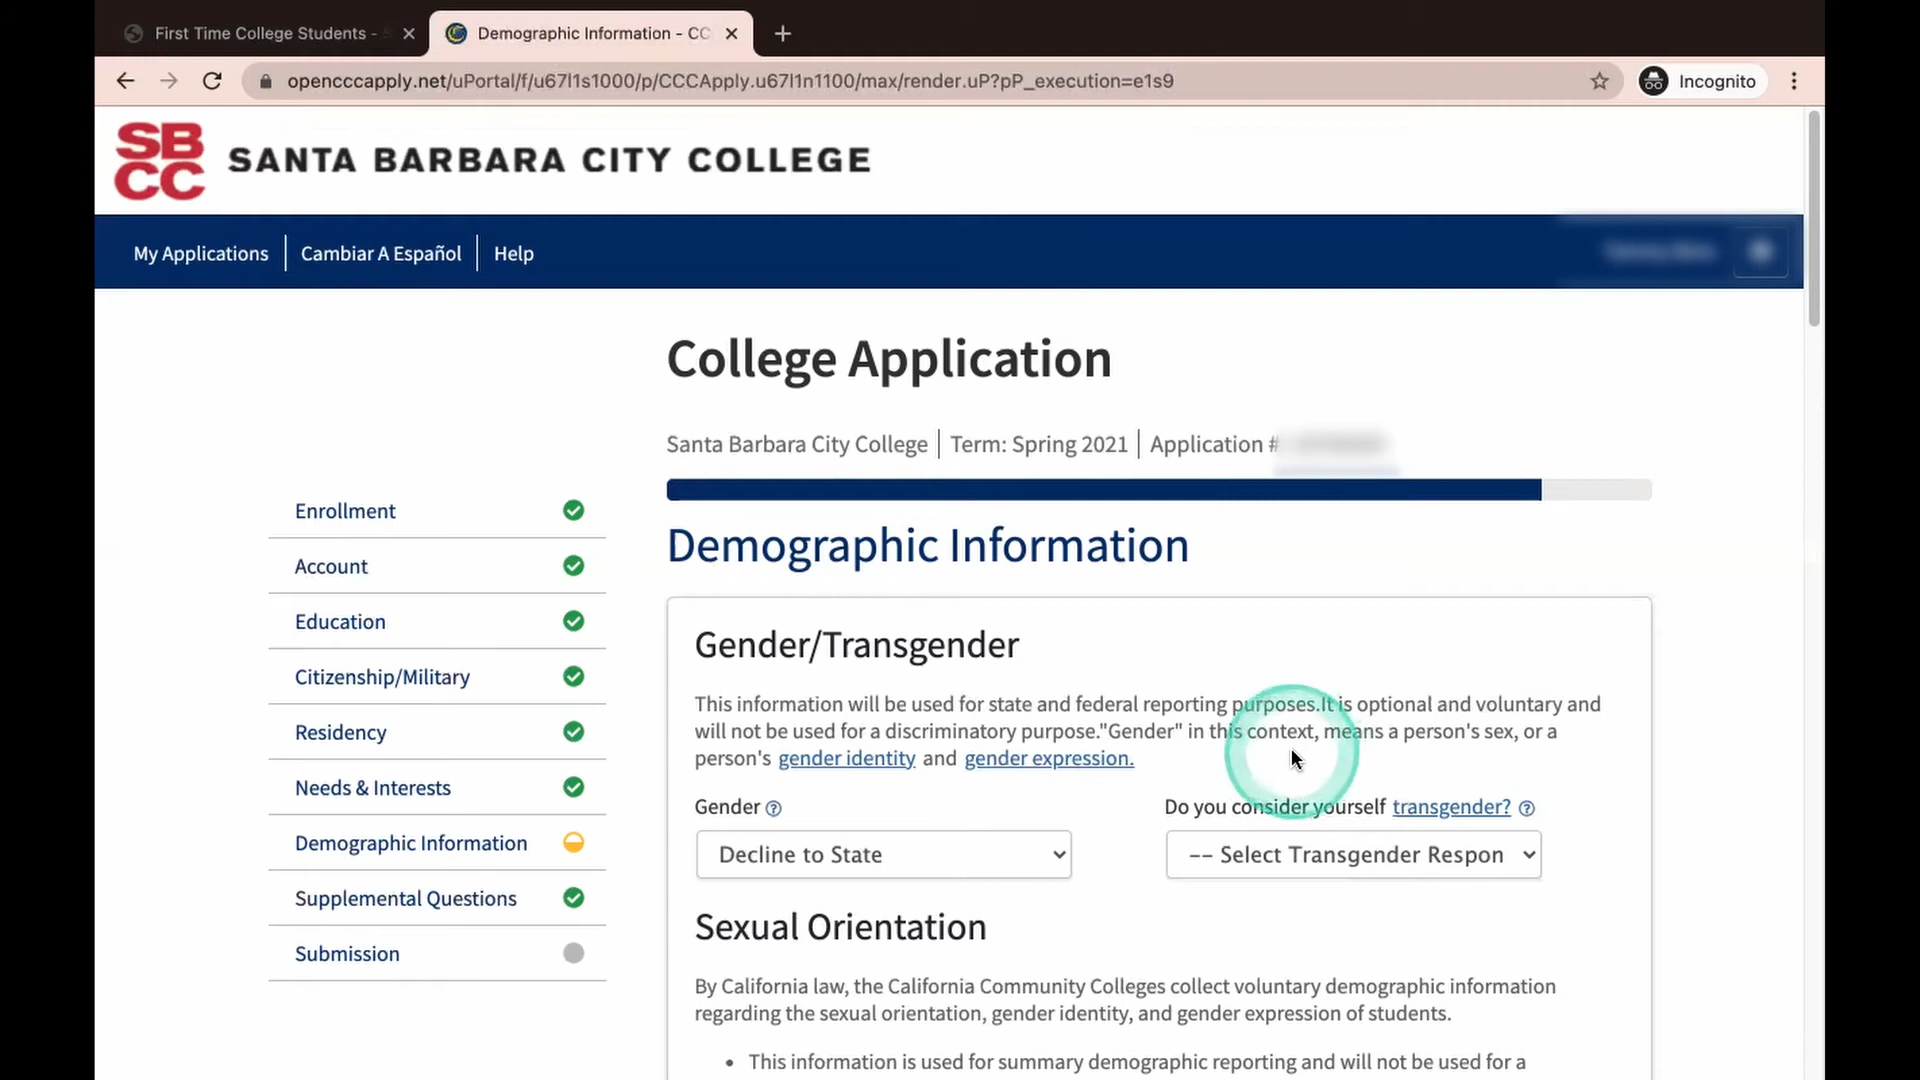 First Time College Students -
Demographic Information - CC
opencccapply.net/uPortal/f/u67l1s1000/p/CCCApply.u67l1n1100/max/render.uP?pP_execution=e1s9
Incognito
SB
CC
SANTA BARBARA CITY COLLEGE
My Applications
Cambiar A Español
Help
College Application
Santa Barbara City College
Term: Spring 2021
Application #
Enrollment
Account
Education
Citizenship/Military
Residency
Needs & Interests
Demographic Information
Supplemental Questions
Submission
Demographic Information
Gender/Transgender
This information will be used for state and federal reporting purposes.It is optional and voluntary and
will not be used for a discriminatory purpose."Gender" in this context, means a person's sex, or a
person's gender identity and gender expression.
Gender
Do you consider yourself transgender?
Decline to State
-- Select Transgender Respon
Sexual Orientation
By California law, the California Community Colleges collect voluntary demographic information
regarding the sexual orientation, gender identity, and gender expression of students.
• This information is used for summary demographic reporting and will not be used for a